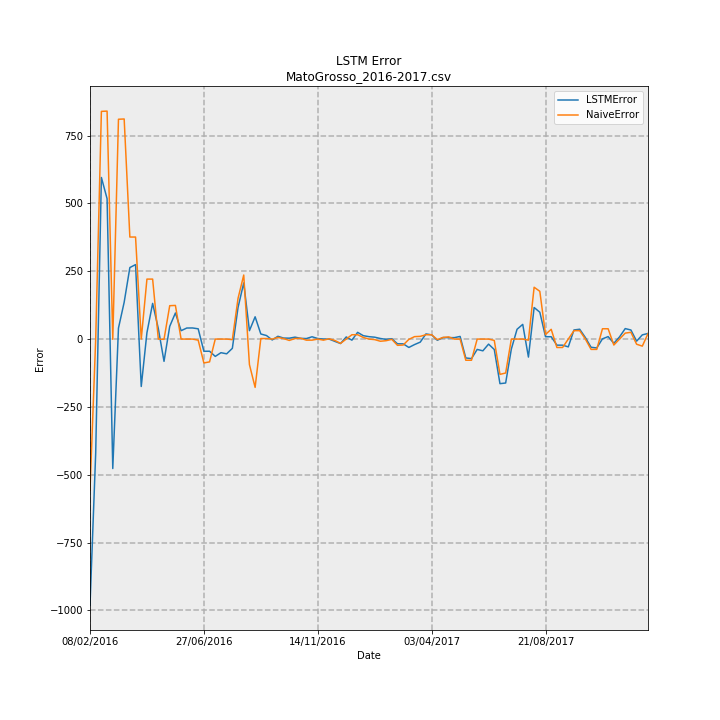 LSTM Error
MatoGrosso_2016-2017.csv
LSTMError
NaiveError
750
500
250
0
−250
−500
−750
−1000
Error
08/02/2016
27/06/2016
14/11/2016
03/04/2017
21/08/2017
Date